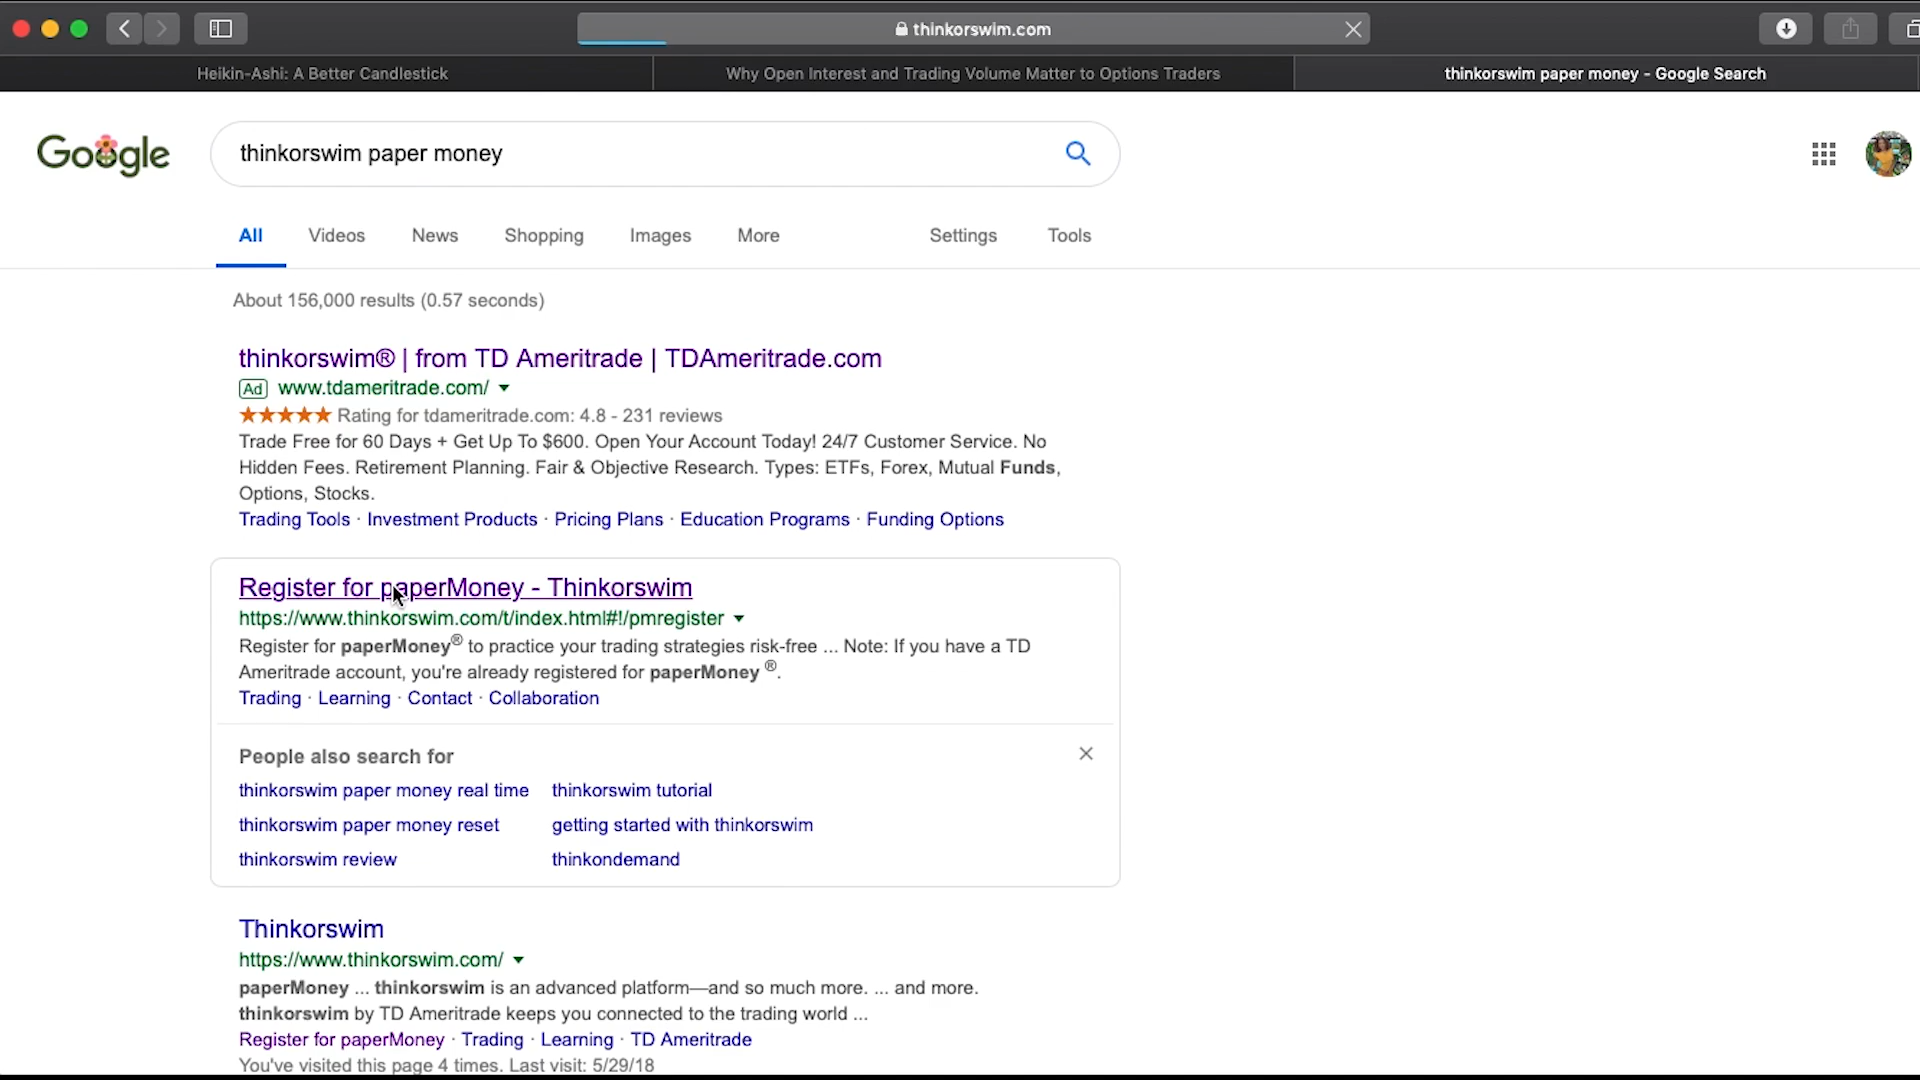 thinkorswim.com
Heikin-Ashi: A Better Candlestick
Why Open Interest and Trading Volume Matter to Options Traders
thinkorswim paper money - Google Search
Google
thinkorswim paper money
All Videos News Shopping Images More Settings Tools
About 156,000 results (0.57 seconds)
thinkorswim® | from TD Ameritrade | TDAmeritrade.com
Ad www.tdameritrade.com/
Rating for tdameritrade.com: 4.8 - 231 reviews
Trade Free for 60 Days + Get Up To $600. Open Your Account Today! 24/7 Customer Service. No
Hidden Fees. Retirement Planning. Fair & Objective Research. Types: ETFs, Forex, Mutual Funds,
Options, Stocks.
Trading Tools · Investment Products · Pricing Plans · Education Programs · Funding Options
Register for paperMoney - Thinkorswim
https://www.thinkorswim.com/t/index.html#!/pmregister
Register for paperMoney® to practice your trading strategies risk-free ... Note: If you have a TD
Ameritrade account, you're already registered for paperMoney ®.
Trading · Learning · Contact · Collaboration
People also search for
thinkorswim paper money real time thinkorswim tutorial
thinkorswim paper money reset getting started with thinkorswim
thinkorswim review thinkondemand
Thinkorswim
https://www.thinkorswim.com/
paperMoney ... thinkorswim is an advanced platform—and so much more. ... and more.
thinkorswim by TD Ameritrade keeps you connected to the trading world ...
Register for paperMoney · Trading · Learning · TD Ameritrade
You've visited this page 4 times. Last visit: 5/29/18